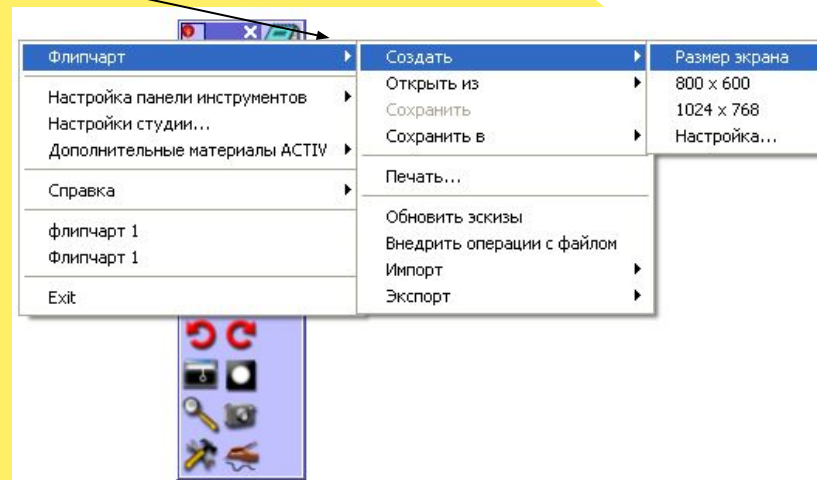 Флипчарт
Настройка панели инструментов
Настройки студии...
Дополнительные материалы ACTIV
Справка
флипчарт 1
Флипчарт 1
Exit
Создать
Открыть из
Сохранить
Сохранить в
Печать...
Обновить эскизы
Внедрить операции с файлом
Импорт
Экспорт
Размер экрана
800 x 600
1024 x 768
Настройка...